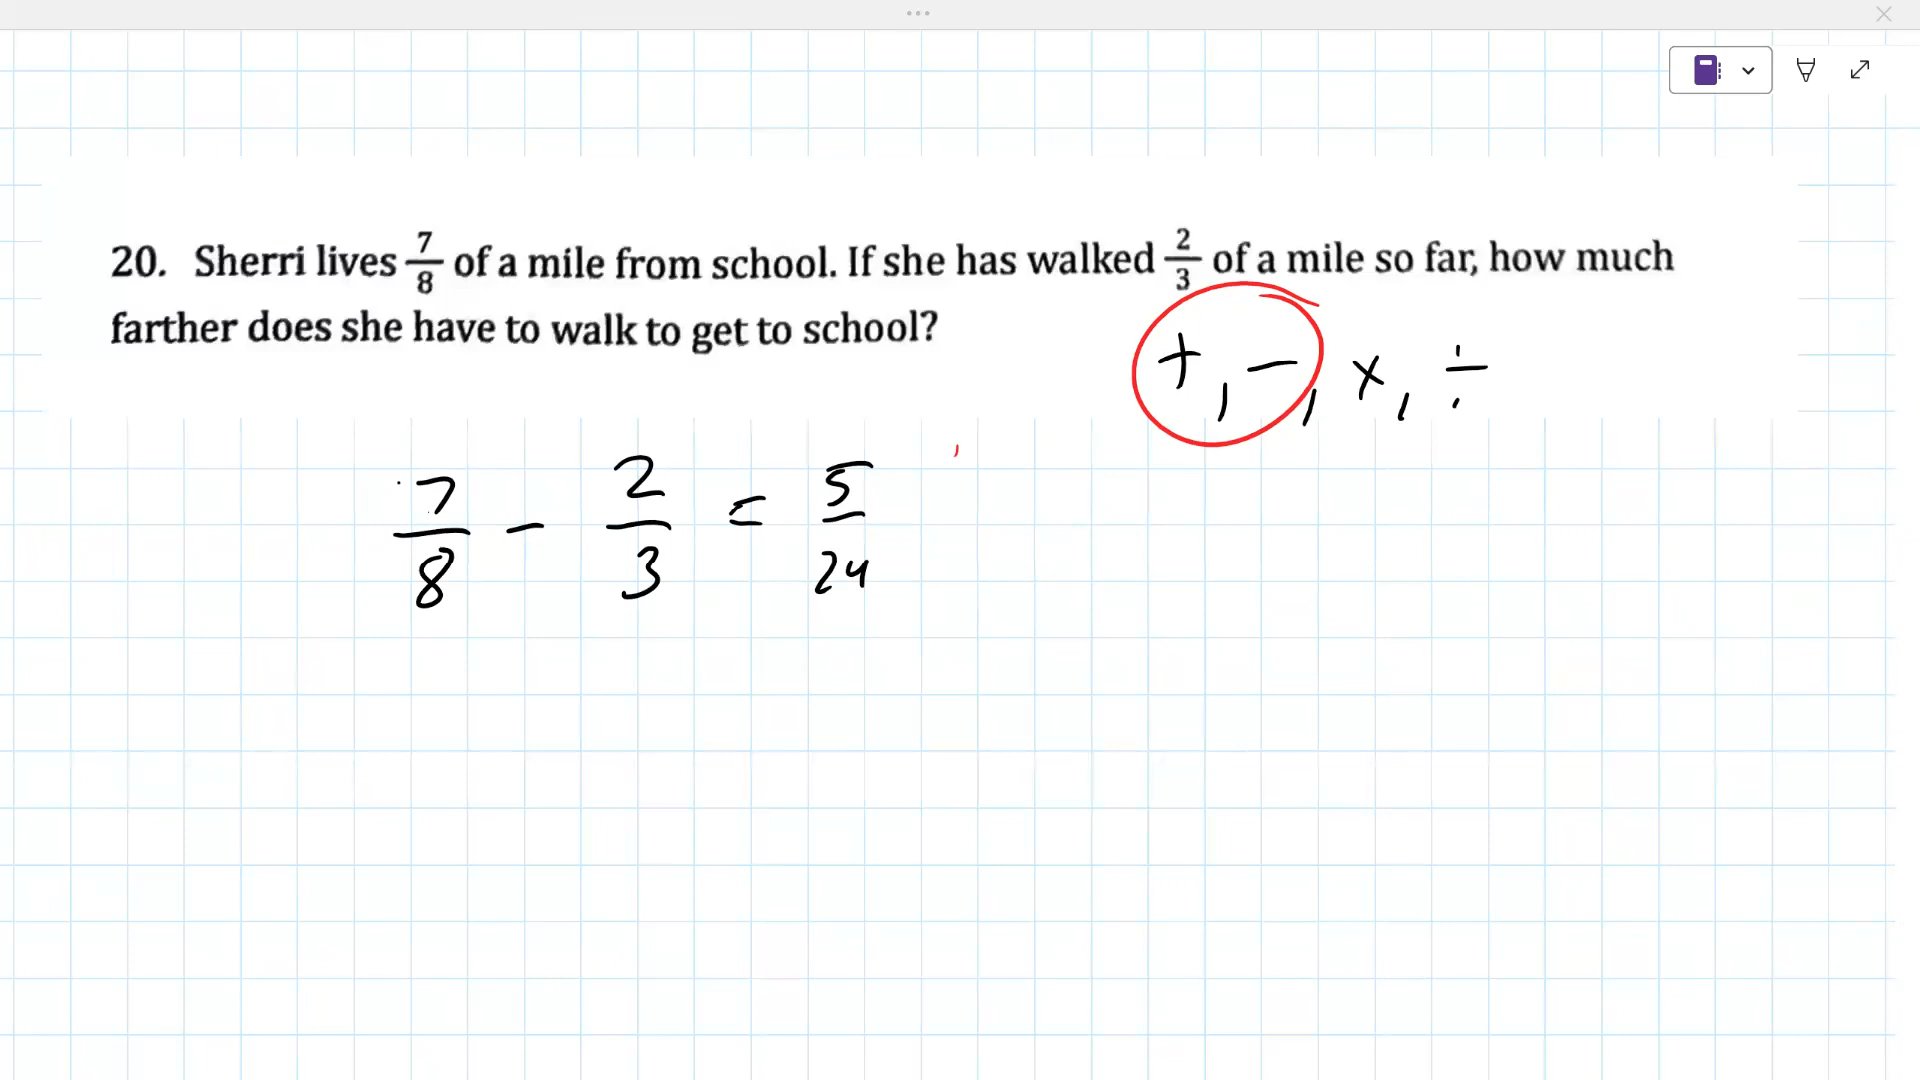 20. Sherri lives 7/8 of a mile from school. If she has walked 2/3 of a mile so far, how much
farther does she have to walk to get to school?
+, −, ×, ÷
7/8 − 2/3 = 5/24